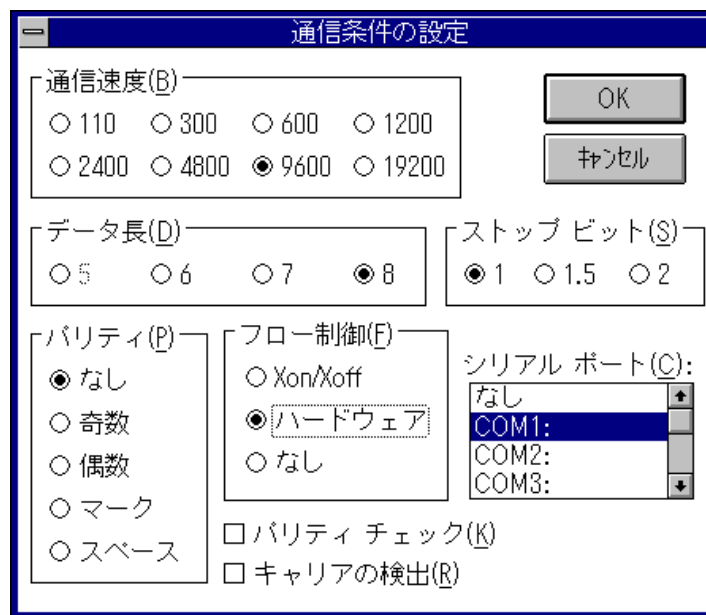 通信条件の設定
通信速度(B)
110 300 600 1200
2400 4800 9600 19200
OK
キャンセル
データ長(D)
5 6 7 8
ストップ ビット(S)
1 1.5 2
パリティ(P)
なし
奇数
偶数
マーク
スペース
フロー制御(F)
Xon/Xoff
ハードウェア
なし
シリアル ポート(C):
なし
COM1:
COM2:
COM3:
パリティ チェック(K)
キャリアの検出(R)